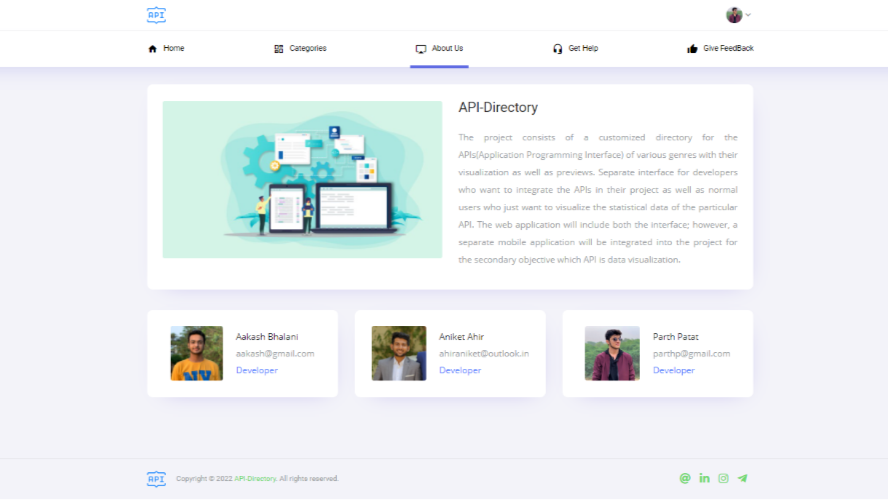 API
Home
Categories
About Us
Get Help
Give FeedBack
API-Directory
The project consists of a customized directory for the
APIs(Application Programming Interface) of various genres with their
visualization as well as previews. Separate interface for developers
who want to integrate the APIs in their project as well as normal
users who just want to visualize the statistical data of the particular
API. The web application will include both the interface; however, a
separate mobile application will be integrated into the project for
the secondary objective which API is data visualization.
Aakash Bhalani
aakash@gmail.com
Developer
Aniket Ahir
ahiraniket@outlook.in
Developer
Parth Patat
parthp@gmail.com
Developer
API
Copyright © 2022 API-Directory. All rights reserved.